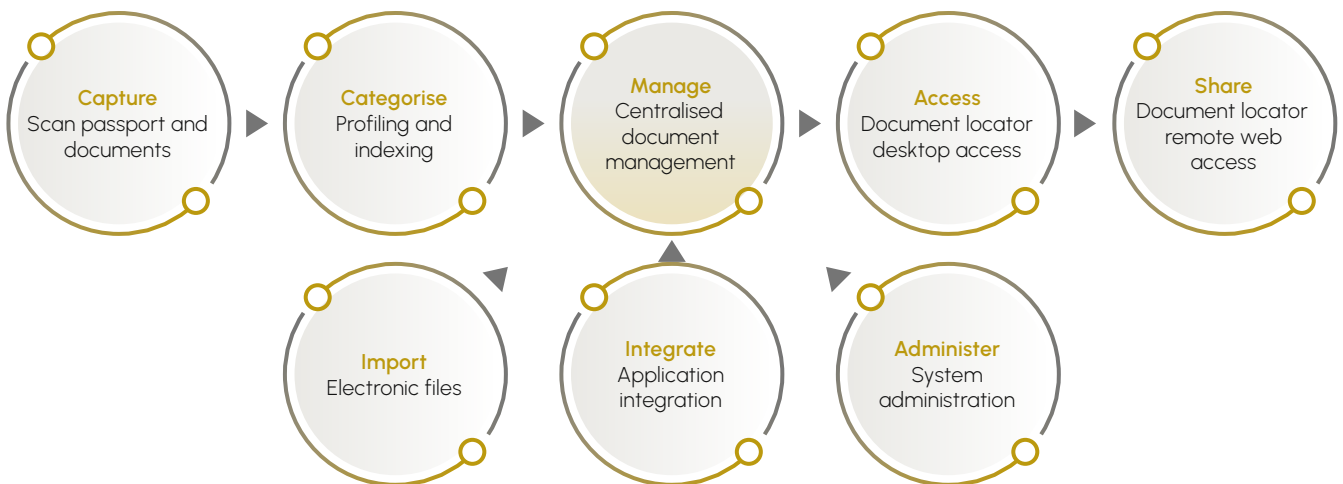 Capture
Scan passport and
documents
Categorise
Profiling and
indexing
Manage
Centralised
document
management
Access
Document locator
desktop access
Share
Document locator
remote web
access
Import
Electronic files
Integrate
Application
integration
Administer
System
administration